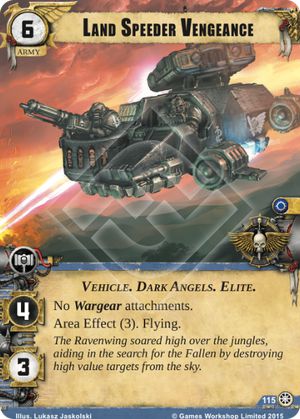 6
LAND SPEEDER VENGEANCE
ARMY
VEHICLE. DARK ANGELS. ELITE.
4
No Wargear attachments.
Area Effect (3). Flying.
The Ravenwing soared high over the jungles,
aiding in the search for the Fallen by destroying
high value targets from the sky.
3
115
Illus. Lukasz Jaskolski
© Games Workshop Limited 2015